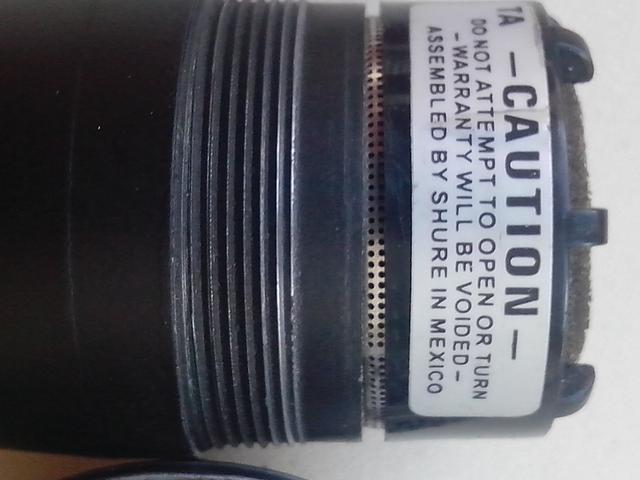 TA
— CAUTION —
DO NOT ATTEMPT TO OPEN OR TURN
-WARRANTY WILL BE VOIDED-
ASSEMBLED BY SHURE IN MEXICO